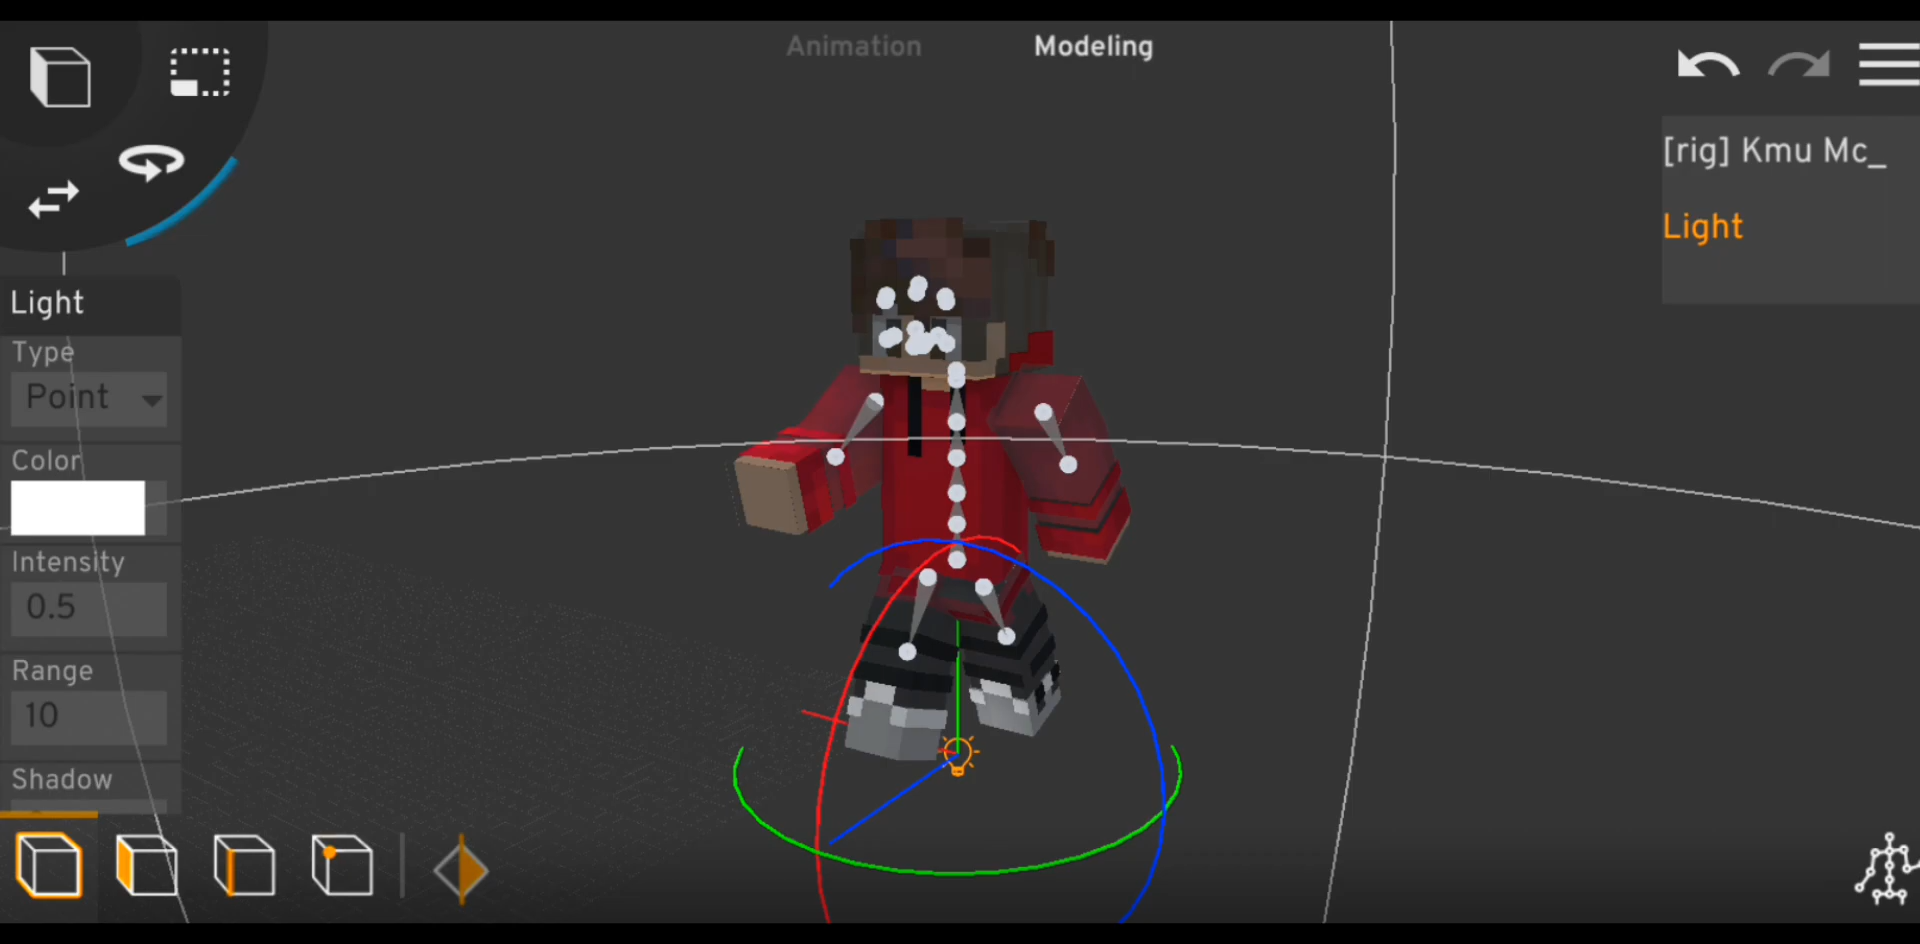 Animation
Modeling
[rig] Kmu Mc_
Light
Light
Type
Point
Color
Intensity
0.5
Range
10
Shadow